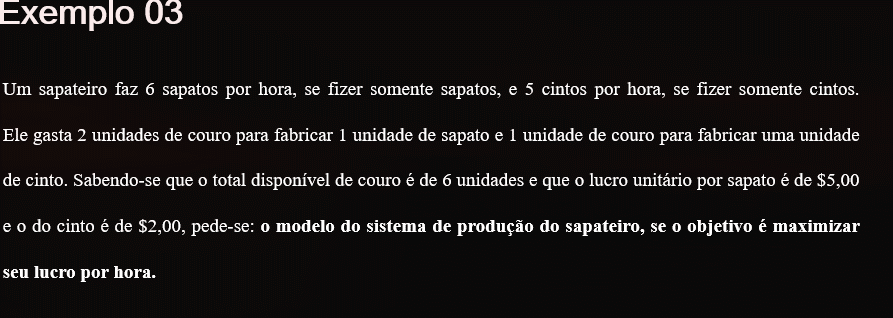 Exemplo 03
Um sapateiro faz 6 sapatos por hora, se fizer somente sapatos, e 5 cintos por hora, se fizer somente cintos.
Ele gasta 2 unidades de couro para fabricar 1 unidade de sapato e 1 unidade de couro para fabricar uma unidade
de cinto. Sabendo-se que o total disponível de couro é de 6 unidades e que o lucro unitário por sapato é de $5,00
e o do cinto é de $2,00, pede-se: o modelo do sistema de produção do sapateiro, se o objetivo é maximizar
seu lucro por hora.